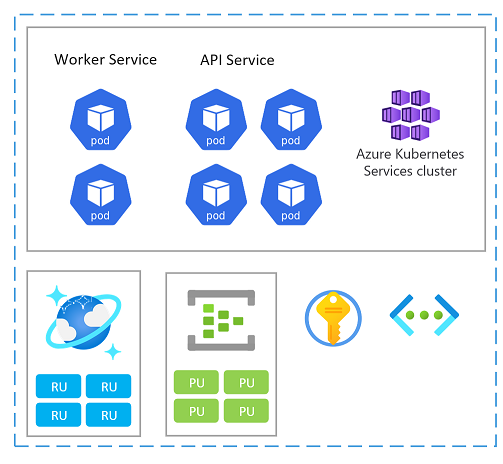 Worker Service
API Service
pod
pod
pod
pod
pod
pod
Azure Kubernetes
Services cluster
RU
RU
RU
RU
PU
PU
PU
PU